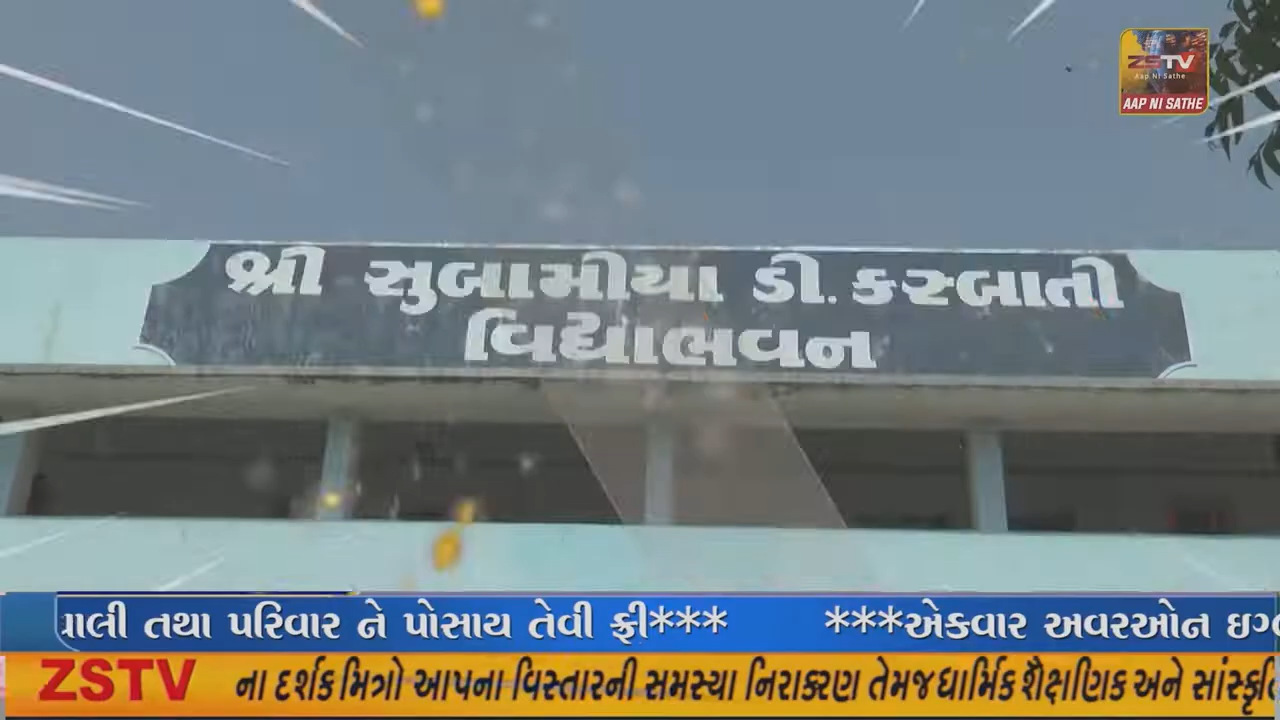 ZSTV
Aap Ni Sathe
AAP NI SATHE
શ્રી સુબામીયા ડી. કરબાતી
વિદ્યાભવન
વાલી તથા પરિવાર ને પોસાય તેવી ફ્રી*** ***એકવાર અવરઓન
ZSTV ના દર્શક મિત્રો આપના વિસ્તારની સમસ્યા નિરાકરણ તેમજ ધાર્મિક શૈક્ષણિક અને